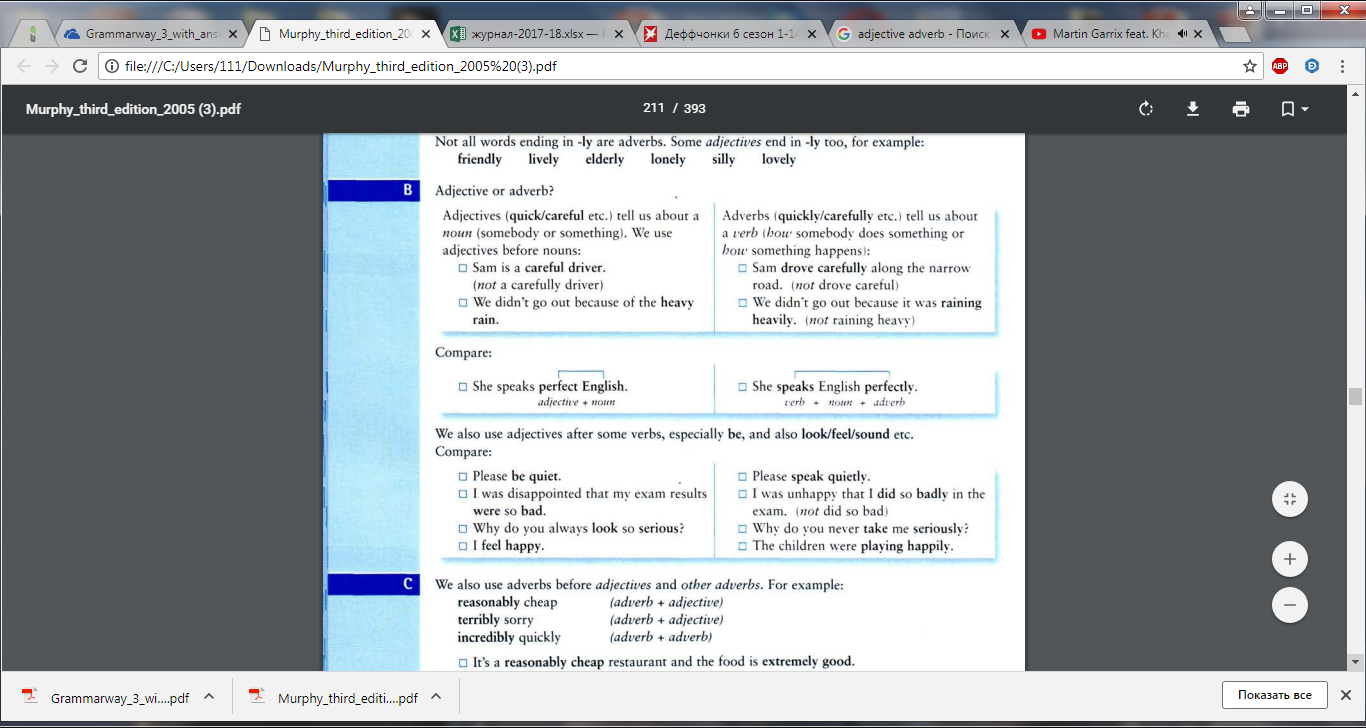 Grammarway_3_with_ans
Murphy_third_edition_20
журнал-2017-18.xlsx —
Деффчонки 6 сезон 1-14
adjective adverb - Поиск
Martin Garrix feat. Kha
file:///C:/Users/111/Downloads/Murphy_third_edition_2005%20(3).pdf
ABP
Murphy_third_edition_2005 (3).pdf
211 / 393
Not all words ending in -ly are adverbs. Some adjectives end in -ly too, for example:
friendly lively elderly lonely silly lovely
B
Adjective or adverb?
Adjectives (quick/careful etc.) tell us about a
noun (somebody or something). We use
adjectives before nouns:
Sam is a careful driver.
(not a carefully driver)
We didn't go out because of the heavy
rain.
Adverbs (quickly/carefully etc.) tell us about
a verb (how somebody does something or
how something happens):
Sam drove carefully along the narrow
road. (not drove careful)
We didn't go out because it was raining
heavily. (not raining heavy)
Compare:
She speaks perfect English.
adjective + noun
She speaks English perfectly.
verb + noun + adverb
We also use adjectives after some verbs, especially be, and also look/feel/sound etc.
Compare:
Please be quiet.
I was disappointed that my exam results
were so bad.
Why do you always look so serious?
I feel happy.
Please speak quietly.
I was unhappy that I did so badly in the
exam. (not did so bad)
Why do you never take me seriously?
The children were playing happily.
C
We also use adverbs before adjectives and other adverbs. For example:
reasonably cheap (adverb + adjective)
terribly sorry (adverb + adjective)
incredibly quickly (adverb + adverb)
It's a reasonably cheap restaurant and the food is extremely good.
Grammarway_3_wi....pdf
Murphy_third_editi....pdf
Показать все